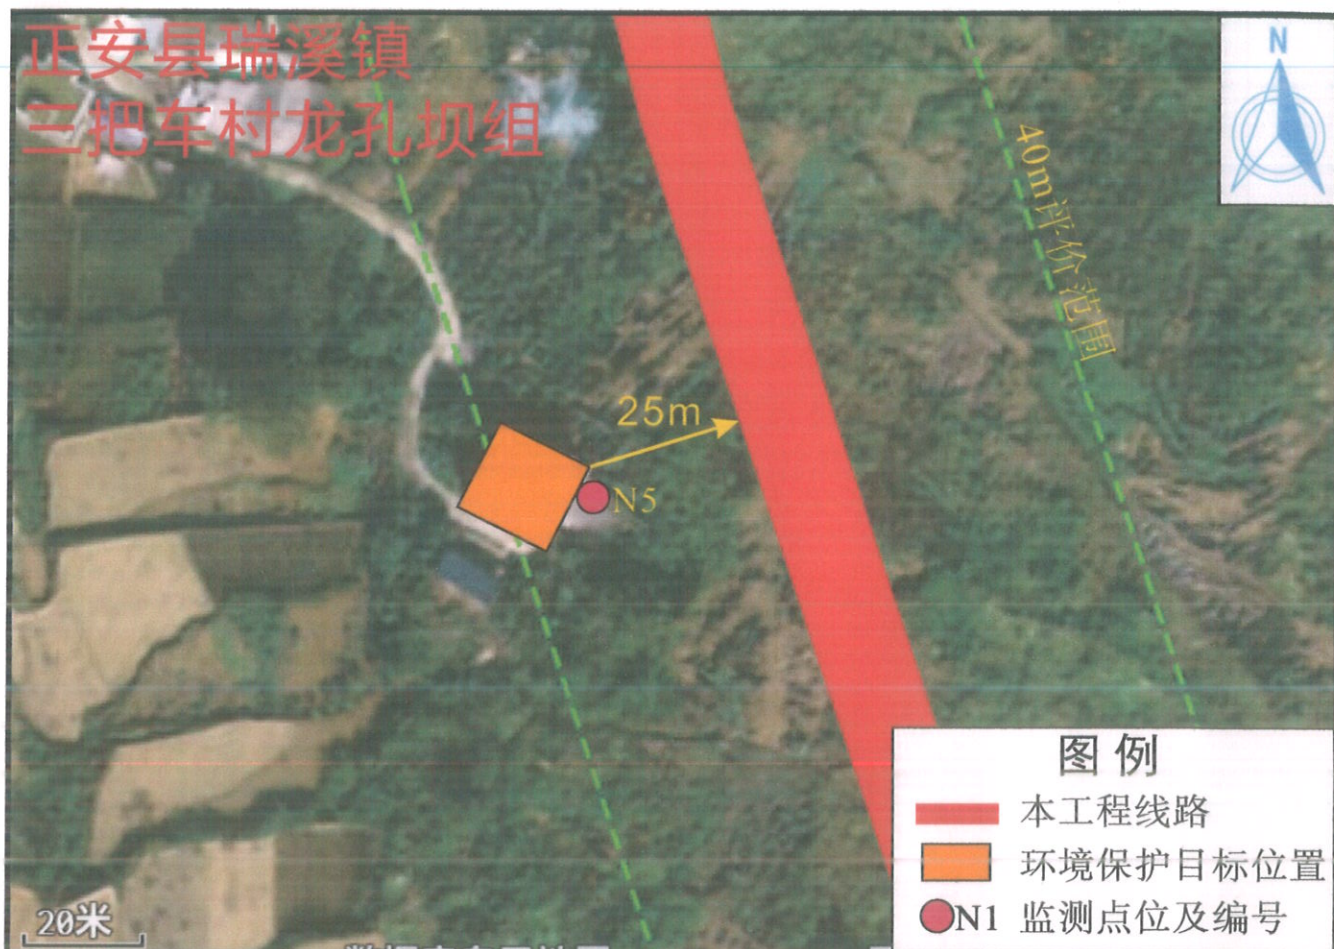 正安县瑞溪镇
三把车村龙孔坝组
N
40m评价范围
25m
N5
图例
本工程线路
环境保护目标位置
N1 监测点位及编号
20米